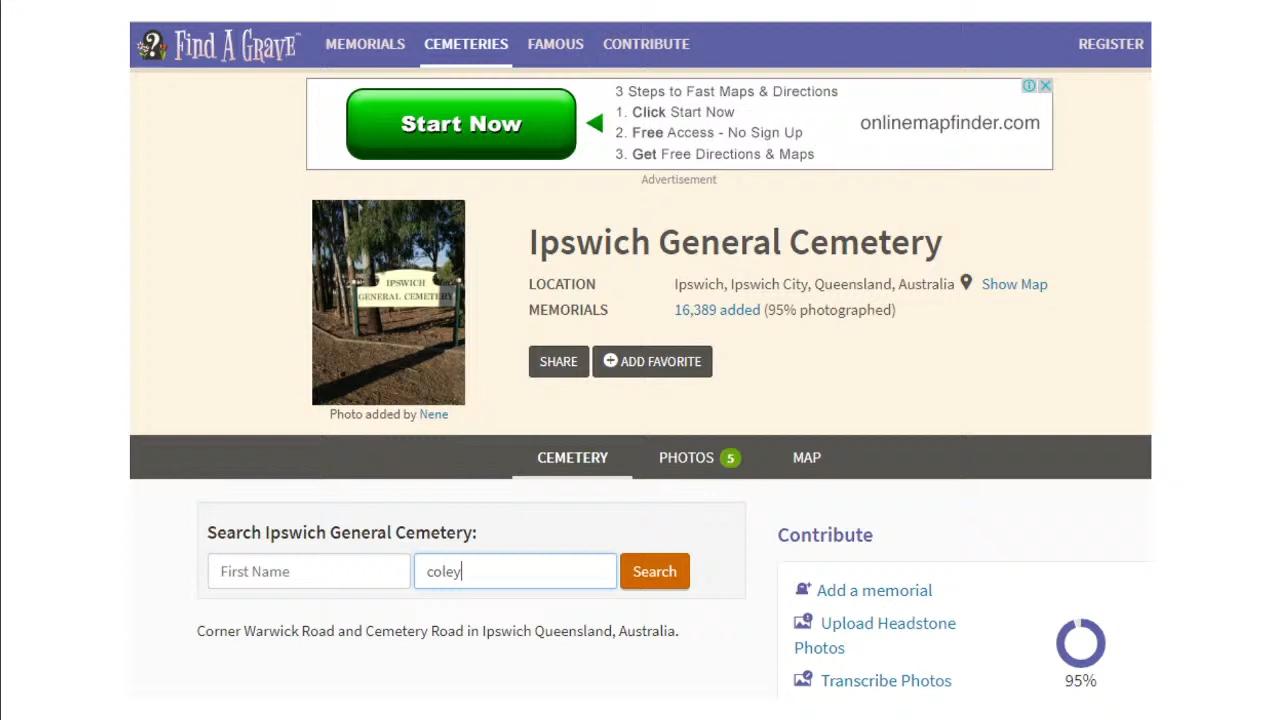 Find A Grave™ MEMORIALS CEMETERIES FAMOUS CONTRIBUTE REGISTER
Start Now
3 Steps to Fast Maps & Directions
1. Click Start Now
2. Free Access - No Sign Up
3. Get Free Directions & Maps
onlinemapfinder.com
Advertisement
IPSWICH
GENERAL CEMETERY
Photo added by Nene
Ipswich General Cemetery
LOCATION Ipswich, Ipswich City, Queensland, Australia Show Map
MEMORIALS 16,389 added (95% photographed)
SHARE ADD FAVORITE
CEMETERY PHOTOS 5 MAP
Search Ipswich General Cemetery:
First Name coley Search
Corner Warwick Road and Cemetery Road in Ipswich Queensland, Australia.
Contribute
Add a memorial
Upload Headstone
Photos
Transcribe Photos
95%